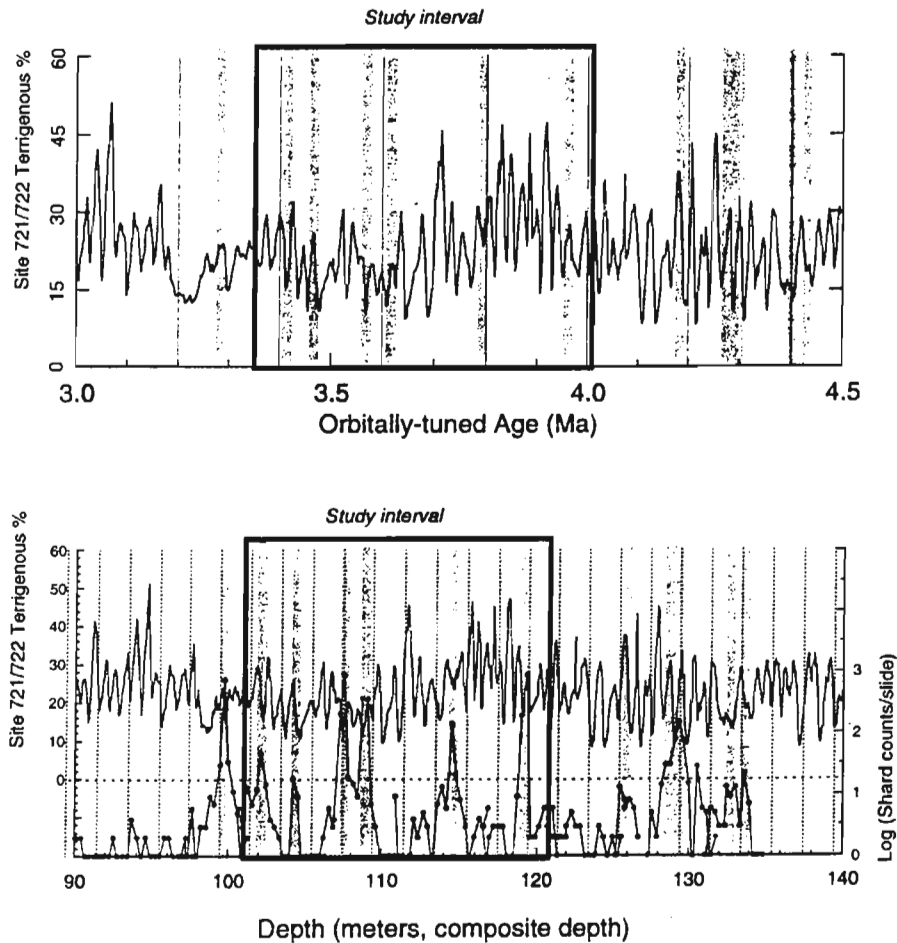 Study interval
Site 721/722 Terrigenous %
60
45
30
15
0
3.0 3.5 4.0 4.5
Orbitally-tuned Age (Ma)
Study interval
Site 721/722 Terrigenous %
60
50
40
30
20
10
0
3
2
1
0
Log (Shard counts/slide)
90 100 110 120 130 140
Depth (meters, composite depth)